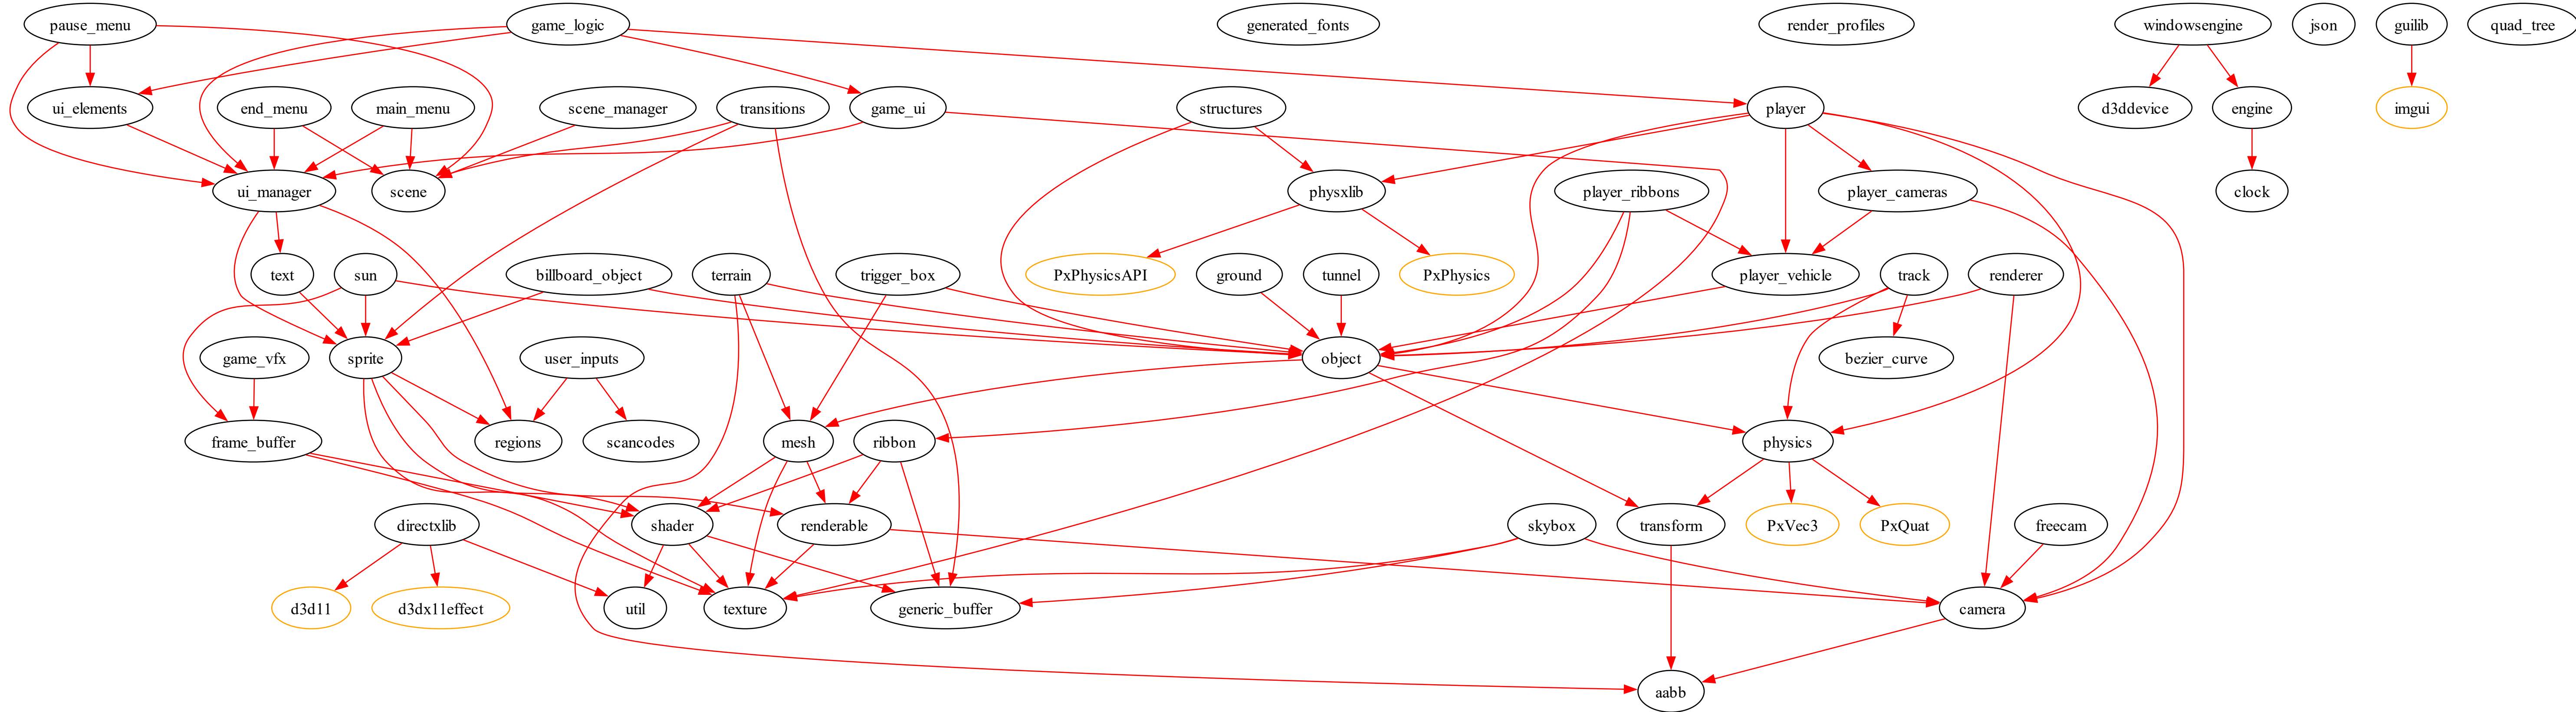 pause_menu
game_logic
generated_fonts
render_profiles
windowsengine
json
guilib
quad_tree
ui_elements
end_menu
main_menu
scene_manager
transitions
game_ui
structures
player
d3ddevice
engine
imgui
ui_manager
scene
physxlib
player_ribbons
player_cameras
clock
text
sun
billboard_object
terrain
trigger_box
PxPhysicsAPI
ground
tunnel
PxPhysics
player_vehicle
track
renderer
game_vfx
sprite
user_inputs
object
bezier_curve
frame_buffer
regions
scancodes
mesh
ribbon
physics
directxlib
shader
renderable
skybox
transform
PxVec3
PxQuat
freecam
d3d11
d3dx11effect
util
texture
generic_buffer
camera
aabb